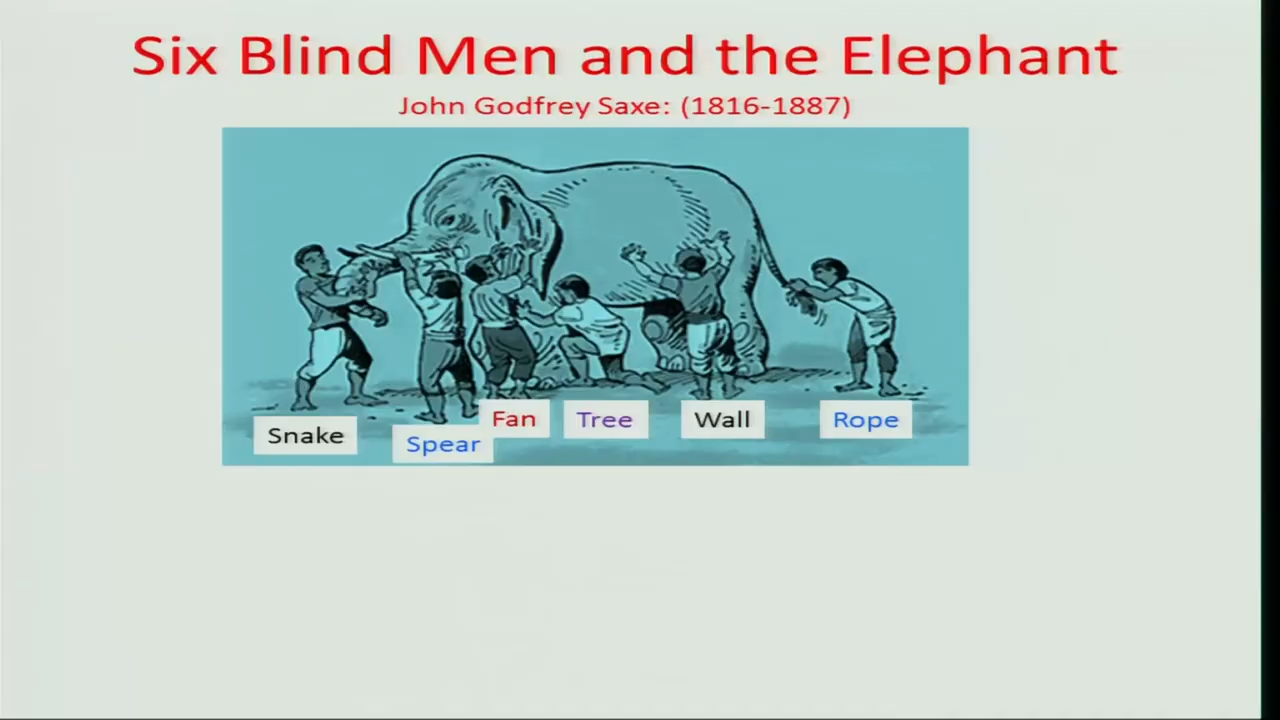 Six Blind Men and the Elephant
John Godfrey Saxe: (1816-1887)
Snake
Spear
Fan
Tree
Wall
Rope